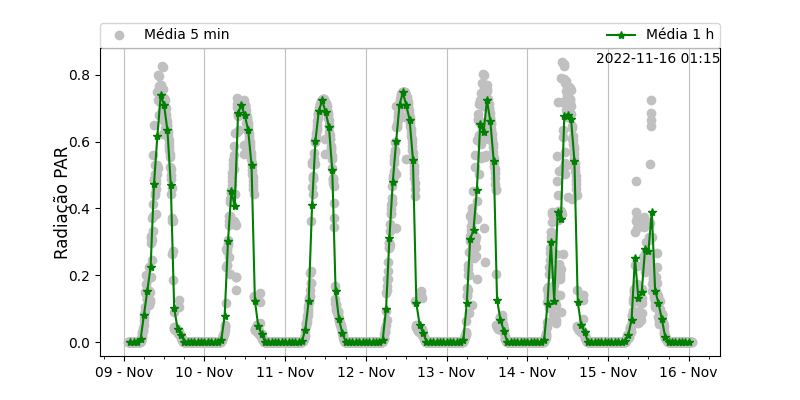 Média 5 min
Média 1 h
2022-11-16 01:15
Radiação PAR
0.8
0.6
0.4
0.2
0.0
09 - Nov
10 - Nov
11 - Nov
12 - Nov
13 - Nov
14 - Nov
15 - Nov
16 - Nov